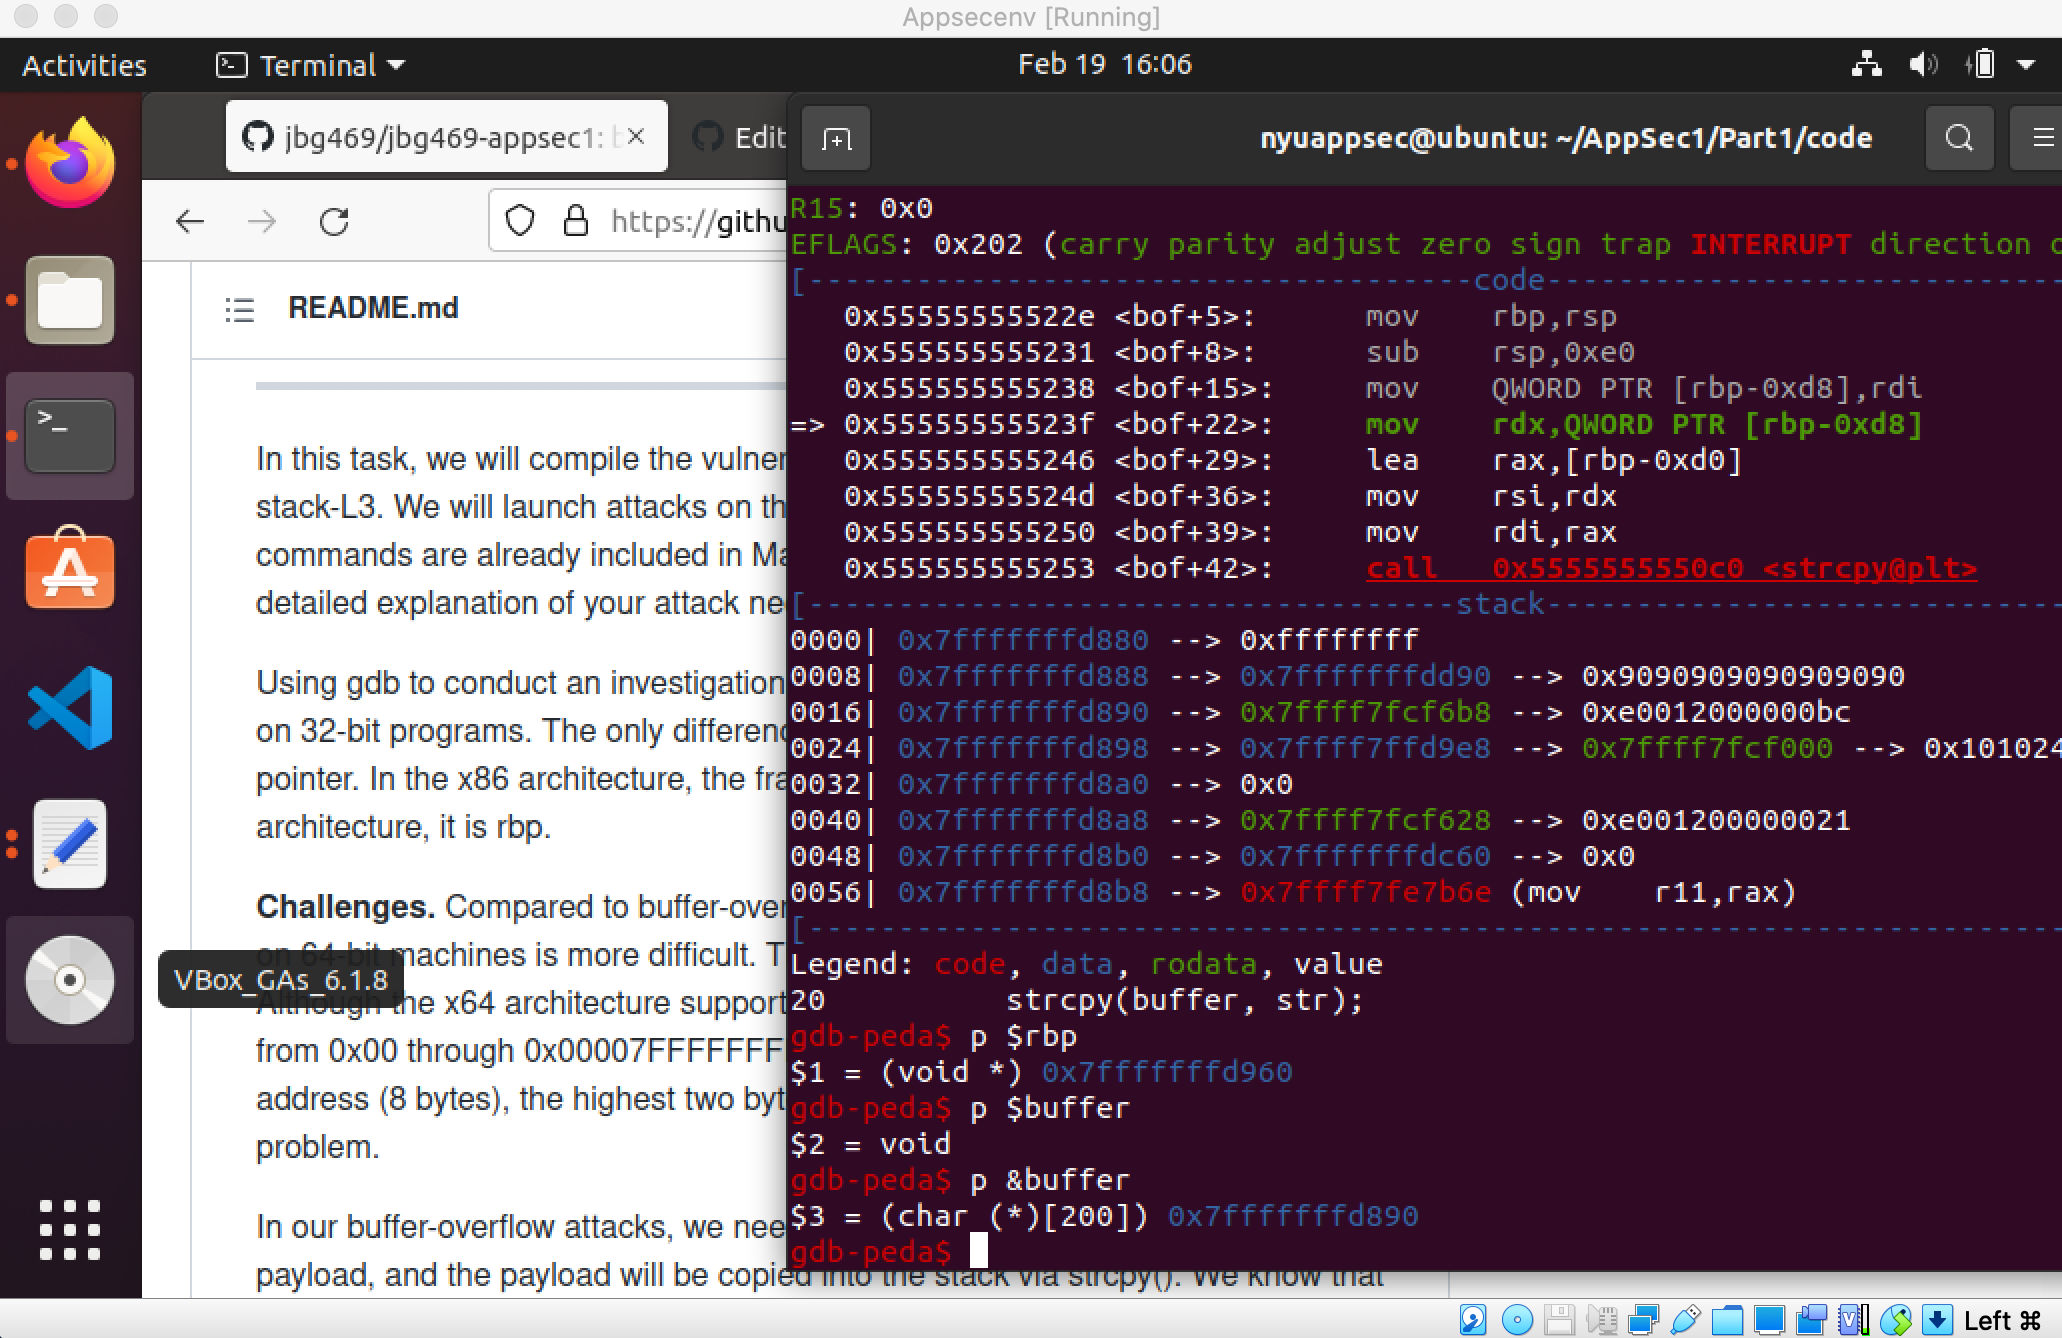 Appsecenv [Running]
Activities
Terminal
Feb 19 16:06
jbg469/jbg469-appsec1:
Edit
nyuappsec@ubuntu: ~/AppSec1/Part1/code
https://githu
README.md
In this task, we will compile the vulner
stack-L3. We will launch attacks on th
commands are already included in Ma
detailed explanation of your attack ne
Using gdb to conduct an investigation
on 32-bit programs. The only differenc
pointer. In the x86 architecture, the fra
architecture, it is rbp.
Challenges. Compared to buffer-over
on 64-bit machines is more difficult. T
VBox_GAs_6.1.8
Although the x64 architecture support
from 0x00 through 0x00007FFFFFFF
address (8 bytes), the highest two byt
problem.
In our buffer-overflow attacks, we nee
payload, and the payload will be copied into the stack via strcpy(). We know that
R15: 0x0
EFLAGS: 0x202 (carry parity adjust zero sign trap INTERRUPT direction o
[-------------------------------------code-----------------------------
0x55555555522e <bof+5>: mov rbp,rsp
0x555555555231 <bof+8>: sub rsp,0xe0
0x555555555238 <bof+15>: mov QWORD PTR [rbp-0xd8],rdi
=> 0x55555555523f <bof+22>: mov rdx,QWORD PTR [rbp-0xd8]
0x555555555246 <bof+29>: lea rax,[rbp-0xd0]
0x55555555524d <bof+36>: mov rsi,rdx
0x555555555250 <bof+39>: mov rdi,rax
0x555555555253 <bof+42>: call 0x5555555550c0 <strcpy@plt>
[------------------------------------stack-----------------------------
0000| 0x7fffffffd880 --> 0xffffffff
0008| 0x7fffffffd888 --> 0x7fffffffdd90 --> 0x9090909090909090
0016| 0x7fffffffd890 --> 0x7ffff7fcf6b8 --> 0xe0012000000bc
0024| 0x7fffffffd898 --> 0x7ffff7ffd9e8 --> 0x7ffff7fcf000 --> 0x101024
0032| 0x7fffffffd8a0 --> 0x0
0040| 0x7fffffffd8a8 --> 0x7ffff7fcf628 --> 0xe001200000021
0048| 0x7fffffffd8b0 --> 0x7fffffffdc60 --> 0x0
0056| 0x7fffffffd8b8 --> 0x7ffff7fe7b6e (mov r11,rax)
[----------------------------------------------------------------------
Legend: code, data, rodata, value
20 strcpy(buffer, str);
gdb-peda$ p $rbp
$1 = (void *) 0x7fffffffd960
gdb-peda$ p $buffer
$2 = void
gdb-peda$ p &buffer
$3 = (char (*)[200]) 0x7fffffffd890
gdb-peda$
Left ⌘